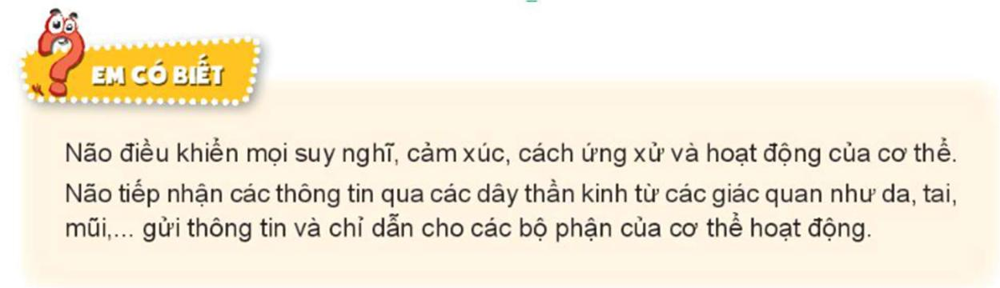 EM CÓ BIẾT
Não điều khiển mọi suy nghĩ, cảm xúc, cách ứng xử và hoạt động của cơ thể.
Não tiếp nhận các thông tin qua các dây thần kinh từ các giác quan như da, tai,
mũi,... gửi thông tin và chỉ dẫn cho các bộ phận của cơ thể hoạt động.